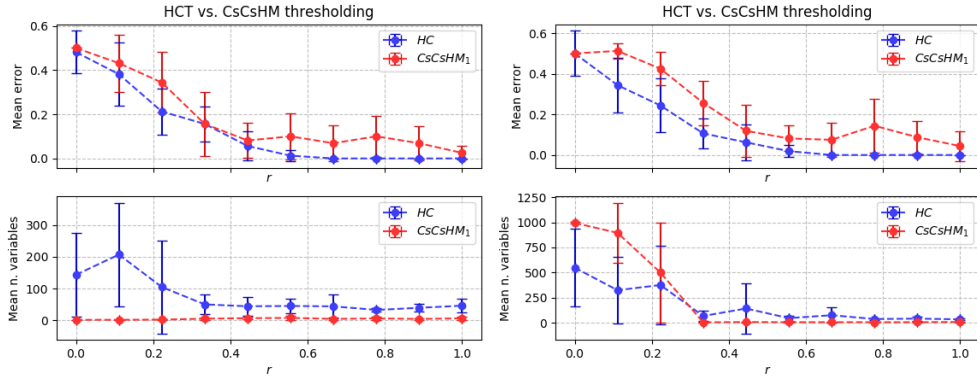 HCT vs. CsCsHM thresholding
0.6
0.4
0.2
0.0
Mean error
HC
CsCsHM₁
r
300
200
100
0
Mean n. variables
HC
CsCsHM₁
0.0 0.2 0.4 0.6 0.8 1.0
r
HCT vs. CsCsHM thresholding
0.6
0.4
0.2
0.0
Mean error
HC
CsCsHM₁
r
1250
1000
750
500
250
0
Mean n. variables
HC
CsCsHM₁
0.0 0.2 0.4 0.6 0.8 1.0
r